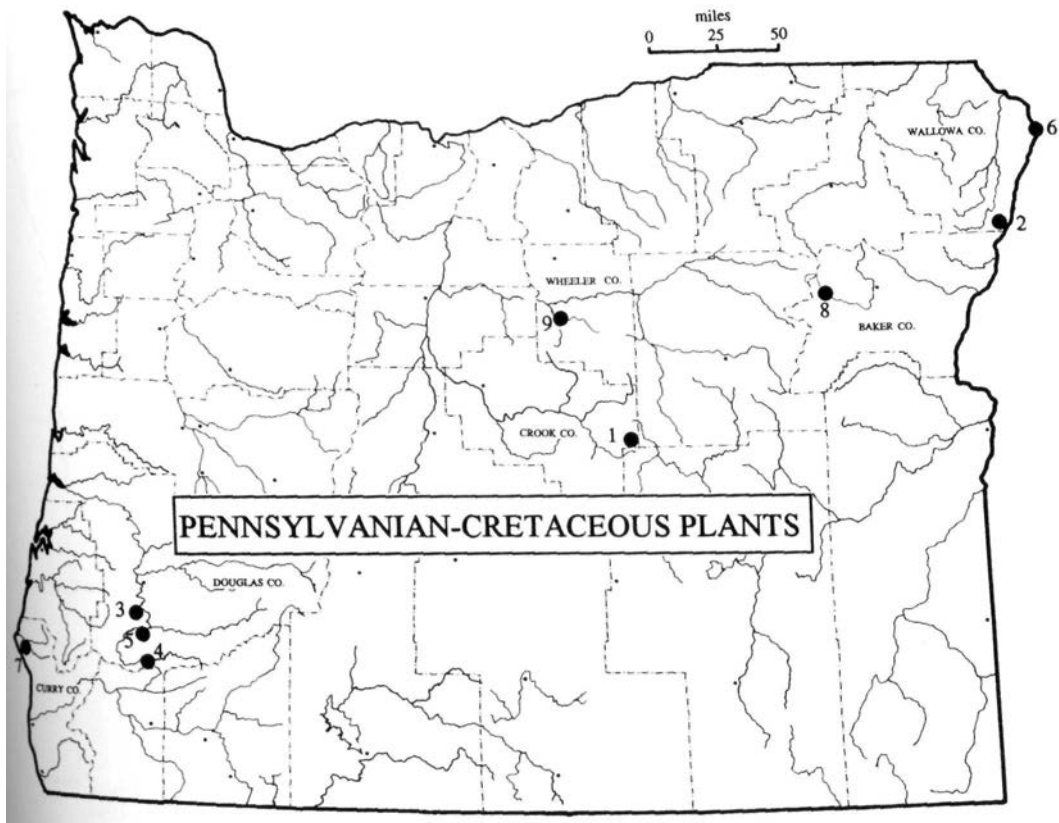 miles
0 25 50
WALLOWA CO.
6
2
WHEELER CO.
8
9
BAKER CO.
CROOK CO.
1
PENNSYLVANIAN-CRETACEOUS PLANTS
DOUGLAS CO.
3
5
4
7
CURRY CO.